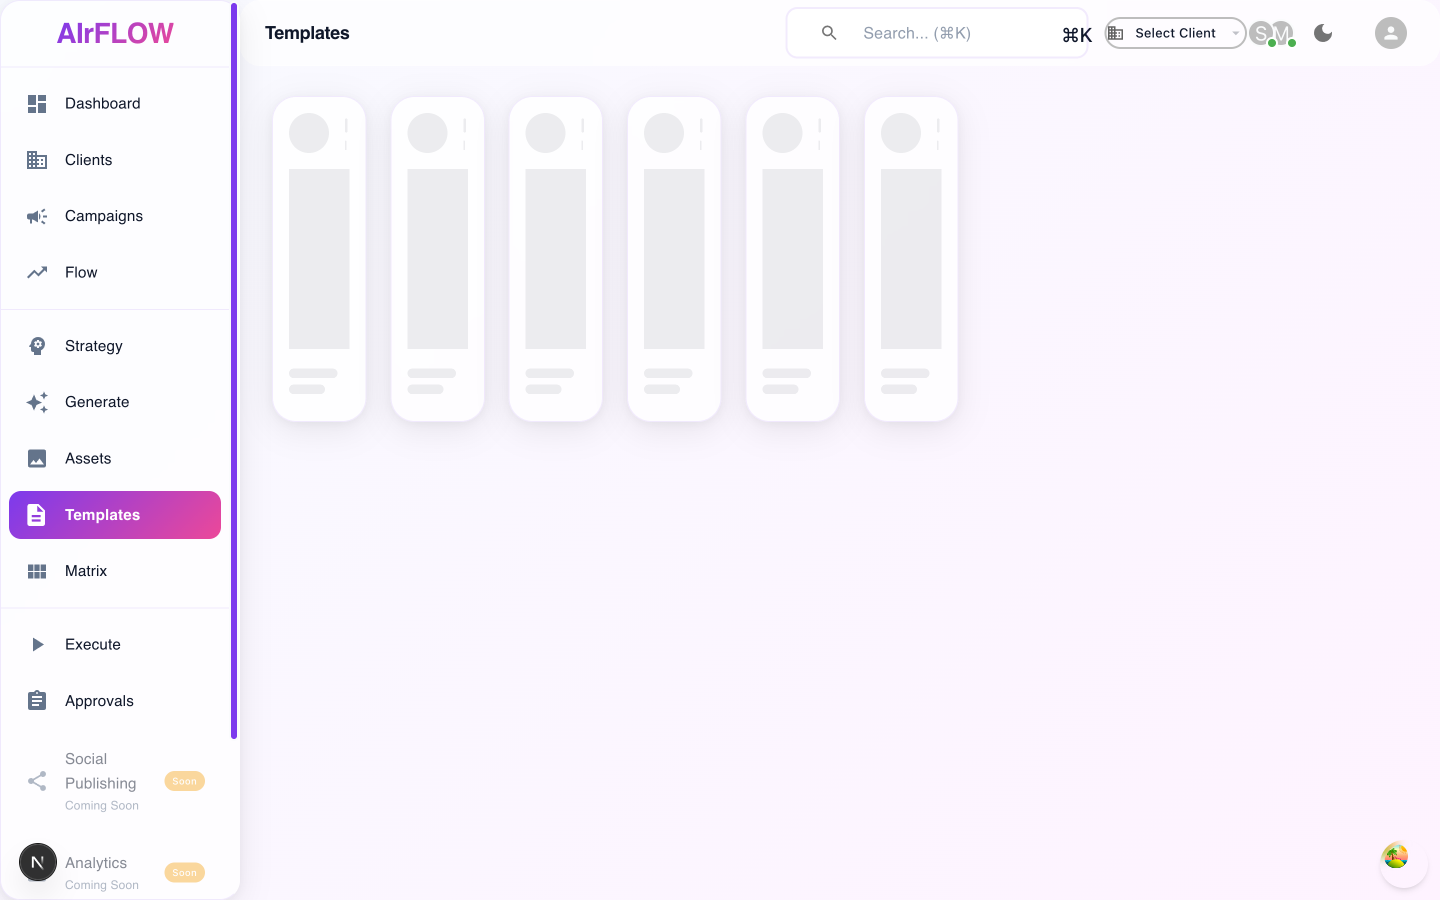 AIrFLOW
Templates
Search... (⌘K)
⌘K
Select Client
S
M
Dashboard
Clients
Campaigns
Flow
Strategy
Generate
Assets
Templates
Matrix
Execute
Approvals
Social
Publishing
Coming Soon
Soon
N
Analytics
Coming Soon
Soon